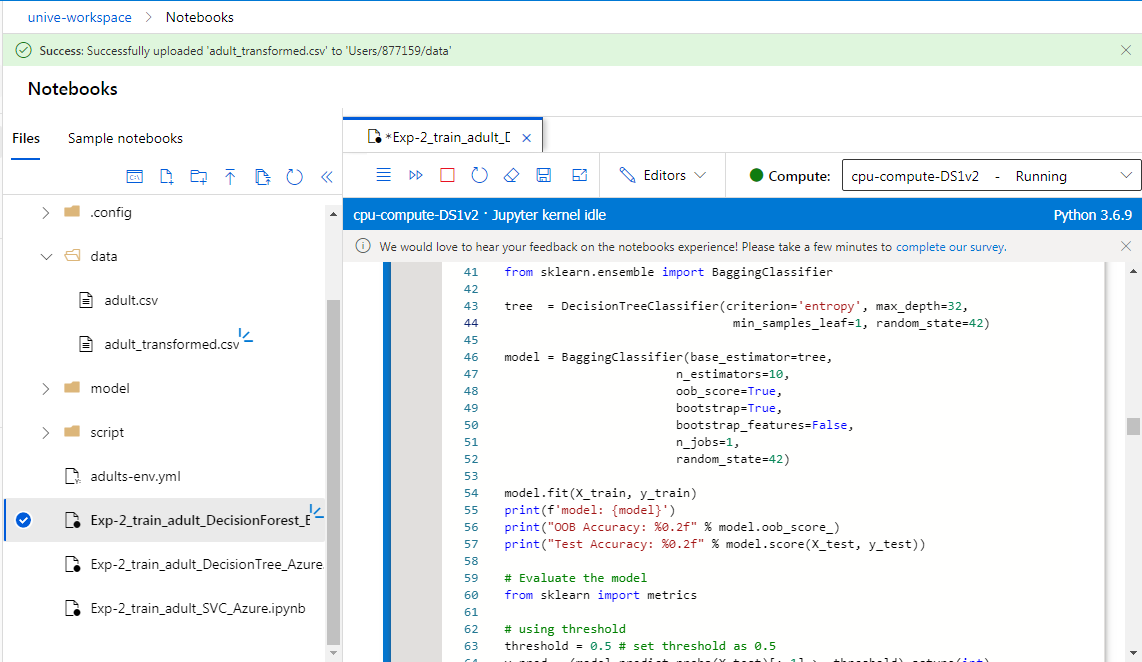 unive-workspace > Notebooks
Success: Successfully uploaded 'adult_transformed.csv' to 'Users/877159/data'
Notebooks
Files Sample notebooks
.config
data
adult.csv
adult_transformed.csv
model
script
adults-env.yml
Exp-2_train_adult_DecisionForest_E
Exp-2_train_adult_DecisionTree_Azure.
Exp-2_train_adult_SVC_Azure.ipynb
*Exp-2_train_adult_D
Editors
Compute: cpu-compute-DS1v2 - Running
cpu-compute-DS1v2 · Jupyter kernel idle Python 3.6.9
We would love to hear your feedback on the notebooks experience! Please take a few minutes to complete our survey.
41 from sklearn.ensemble import BaggingClassifier
42
43 tree  = DecisionTreeClassifier(criterion='entropy', max_depth=32,
44                                min_samples_leaf=1, random_state=42)
45
46 model = BaggingClassifier(base_estimator=tree,
47                        n_estimators=10,
48                        oob_score=True,
49                        bootstrap=True,
50                        bootstrap_features=False,
51                        n_jobs=1,
52                        random_state=42)
53
54 model.fit(X_train, y_train)
55 print(f'model: {model}')
56 print("OOB Accuracy: %0.2f" % model.oob_score_)
57 print("Test Accuracy: %0.2f" % model.score(X_test, y_test))
58
59 # Evaluate the model
60 from sklearn import metrics
61
62 # using threshold
63 threshold = 0.5 # set threshold as 0.5